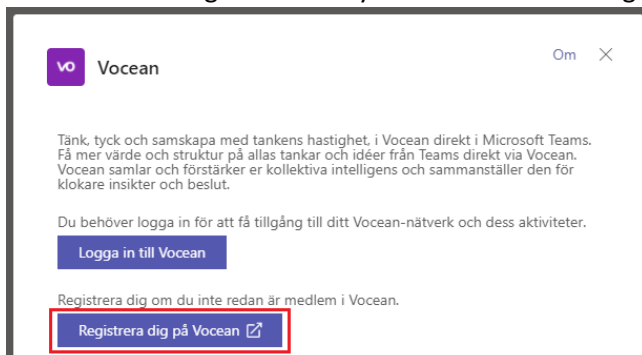 VO Vocean
Om
Tänk, tyck och samskapa med tankens hastighet, i Vocean direkt i Microsoft Teams.
Få mer värde och struktur på allas tankar och idéer från Teams direkt via Vocean.
Vocean samlar och förstärker er kollektiva intelligens och sammanställer den för
klokare insikter och beslut.
Du behöver logga in för att få tillgång till ditt Vocean-nätverk och dess aktiviteter.
Logga in till Vocean
Registrera dig om du inte redan är medlem i Vocean.
Registrera dig på Vocean